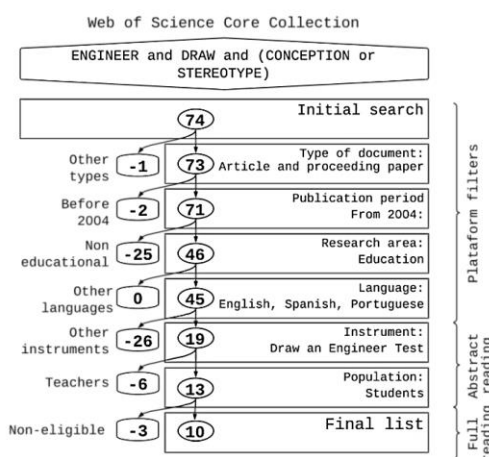 Web of Science Core Collection
ENGINEER and DRAW and (CONCEPTION or
STEREOTYPE)
Initial search
74
Other
types
-1
73
Type of document:
Article and proceeding paper
Before
2004
-2
71
Publication period
From 2004:
Non
educational
-25
46
Research area:
Education
Other
languages
0
45
Language:
English, Spanish, Portuguese
Other
instruments
-26
19
Instrument:
Draw an Engineer Test
Teachers
-6
13
Population:
Students
Non-eligible
-3
10
Final list
Plataform filters
Abstract
reading
Full
reading